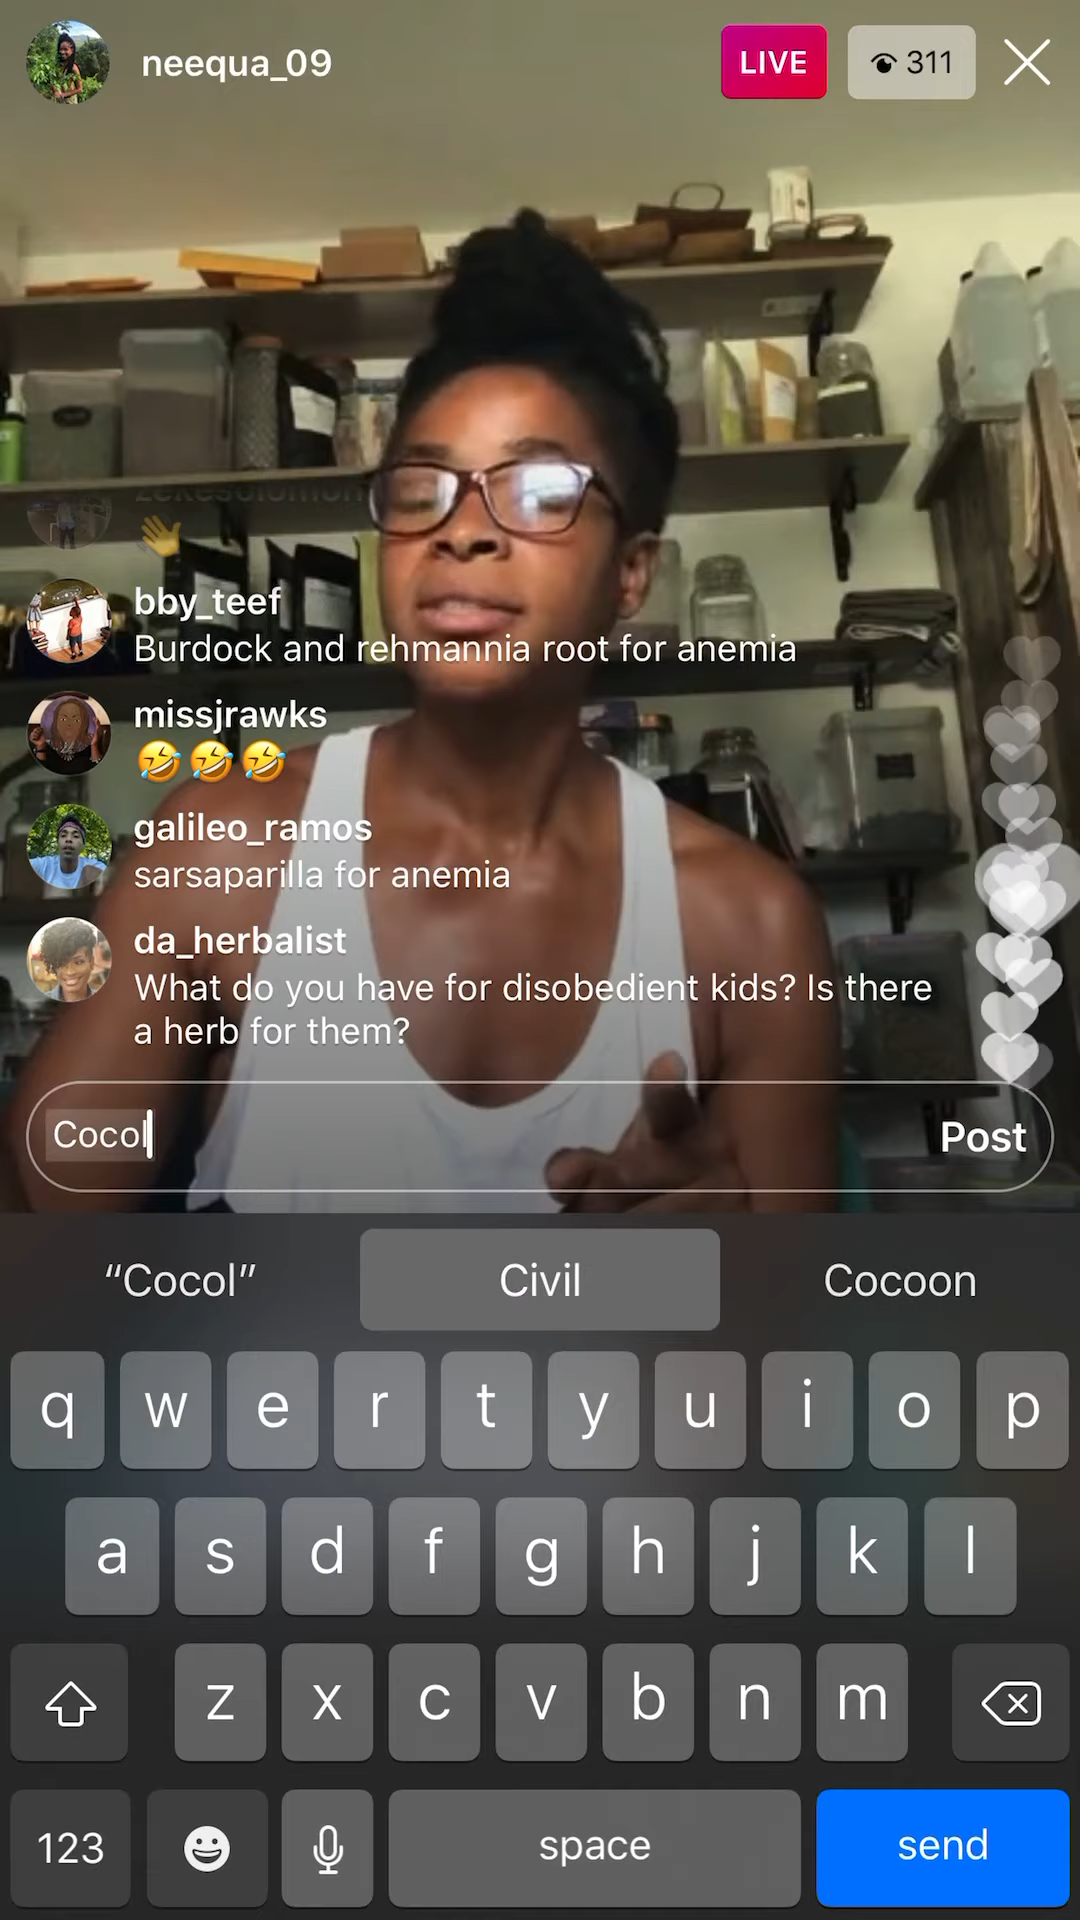 neequa_09
LIVE
311
zekesolomon
👋
bby_teef
Burdock and rehmannia root for anemia
missjrawks
🤣🤣🤣
galileo_ramos
sarsaparilla for anemia
da_herbalist
What do you have for disobedient kids? Is there
a herb for them?
Cocol
Post
“Cocol” Civil Cocoon
q w e r t y u i o p
a s d f g h j k l
z x c v b n m
123 space send